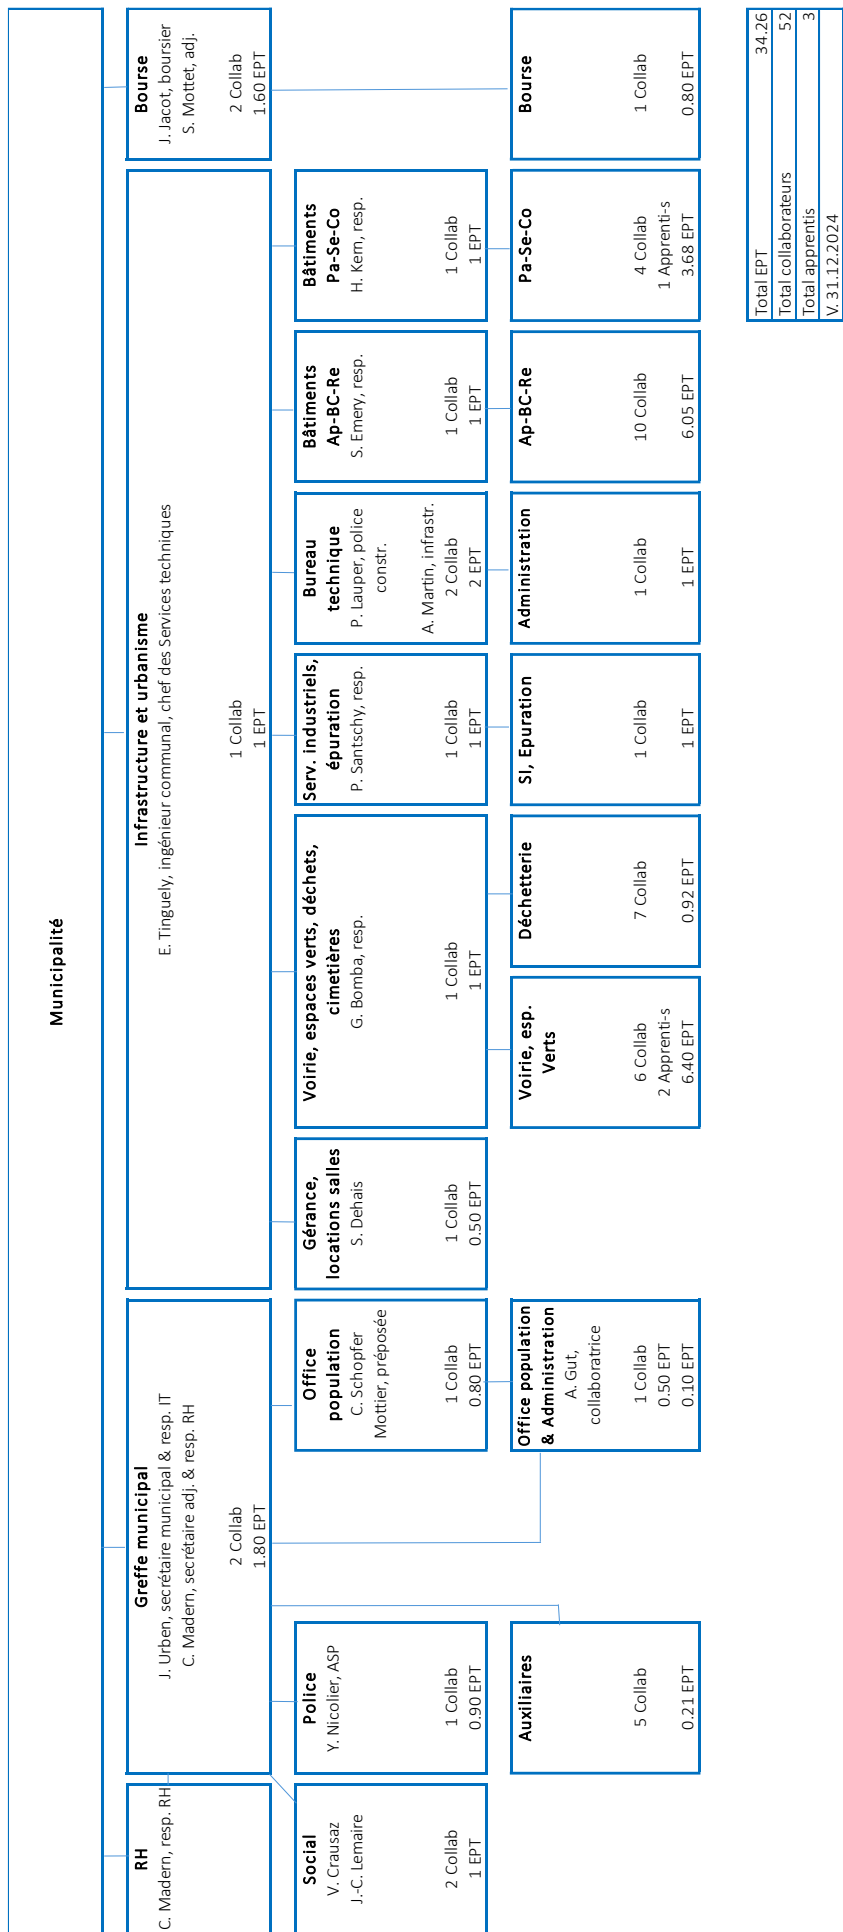 Municipalité
RH
C. Madern, resp. RH
Greffe municipal
J. Urben, secrétaire municipal & resp. IT
C. Madern, secrétaire adj. & resp. RH
2 Collab
1.80 EPT
Infrastructure et urbanisme
E. Tinguely, ingénieur communal, chef des Services techniques
1 Collab
1 EPT
Bourse
J. Jacot, boursier
S. Mottet, adj.
2 Collab
1.60 EPT
Social
V. Crausaz
J.-C. Lemaire
2 Collab
1 EPT
Police
Y. Nicolier, ASP
1 Collab
0.90 EPT
Office
population
C. Schopfer
Mottier, préposée
1 Collab
0.80 EPT
Gérance,
locations salles
S. Dehais
1 Collab
0.50 EPT
Voirie, espaces verts, déchets,
cimetières
G. Bomba, resp.
1 Collab
1 EPT
Serv. industriels,
épuration
P. Santschy, resp.
1 Collab
1 EPT
Bureau
technique
P. Lauper, police
constr.
A. Martin, infrastr.
2 Collab
2 EPT
Bâtiments
Ap-BC-Re
S. Emery, resp.
1 Collab
1 EPT
Bâtiments
Pa-Se-Co
H. Kern, resp.
1 Collab
1 EPT
Auxiliaires
5 Collab
0.21 EPT
Office population
& Administration
A. Gut,
collaboratrice
1 Collab
0.50 EPT
0.10 EPT
Voirie, esp.
Verts
6 Collab
2 Apprenti-s
6.40 EPT
Déchetterie
7 Collab
0.92 EPT
SI, Epuration
1 Collab
1 EPT
Administration
1 Collab
1 EPT
Ap-BC-Re
10 Collab
6.05 EPT
Pa-Se-Co
4 Collab
1 Apprenti-s
3.68 EPT
Bourse
1 Collab
0.80 EPT
Total EPT 34.26
Total collaborateurs 52
Total apprentis 3
V. 31.12.2024